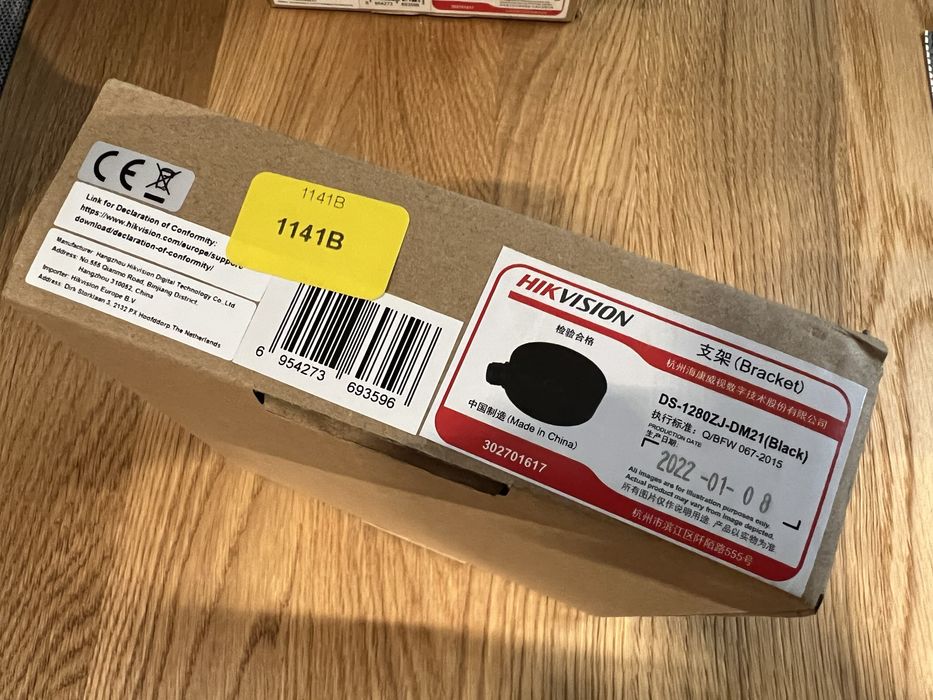 CE
Link for Declaration of Conformity:
https://www.hikvision.com/europe/support
download/declaration-of-conformity/
Manufacturer: Hangzhou Hikvision Digital Technology Co., Ltd
Address: No.555 Qianmo Road, Binjiang District,
Hangzhou 310052, China
Importer: Hikvision Europe B.V
Address: Dirk Storklaan 3, 2132 PX Hoofddorp The Netherlands
1141B
1141B
6 954273 693596
HIKVISION
检验合格
中国制造(Made in China)
302701617
支架(Bracket)
杭州海康威视数字技术股份有限公司
DS-1280ZJ-DM21(Black)
执行标准: Q/BFW 067-2015
PRODUCTION DATE
生产日期:
2022-01-08
All images are for illustration purposes only.
Actual product may vary from image depicted.
所有图片仅作说明用途, 产品以实物为准
杭州市滨江区阡陌路555号